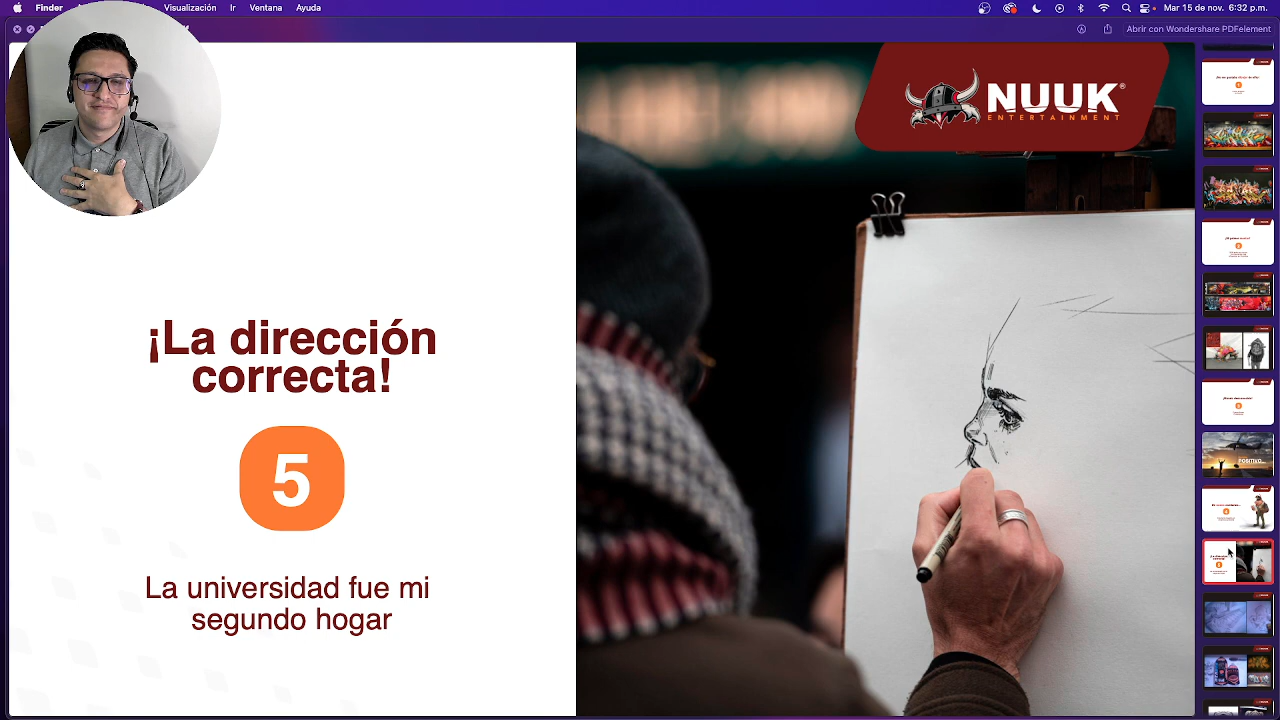 Finder
Visualización Ir Ventana Ayuda
Mar 15 de nov. 6:32 p. m.
Abrir con Wondershare PDFelement
NUUK®
ENTERTAINMENT
¡La dirección
correcta!
5
La universidad fue mi
segundo hogar